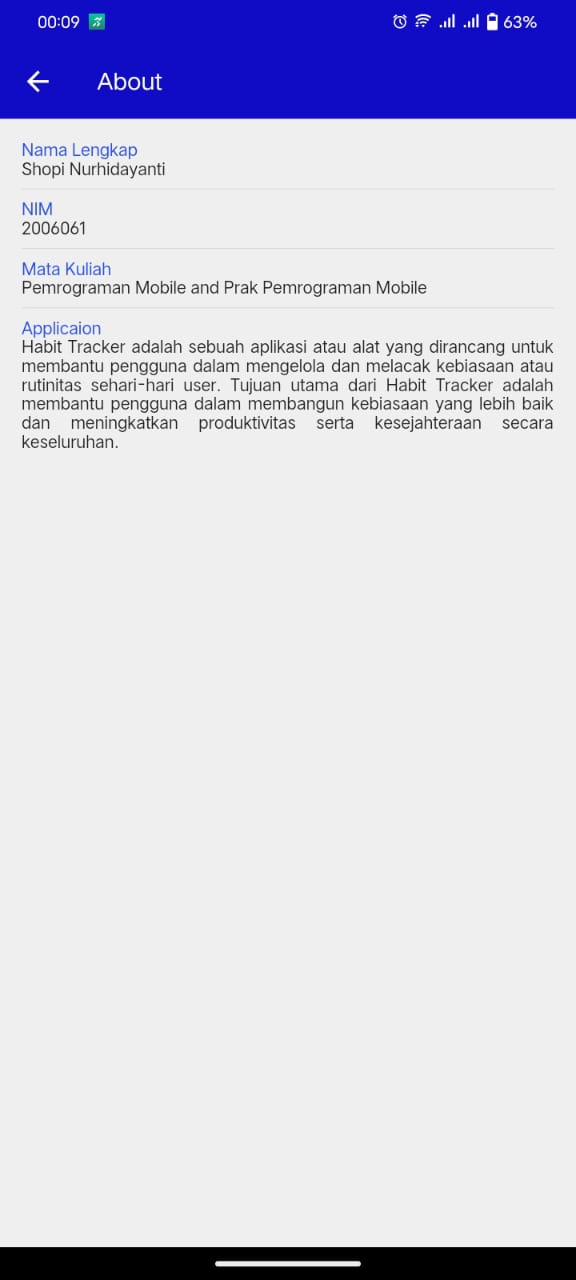 00:09
63%
About
Nama Lengkap
Shopi Nurhidayanti
NIM
2006061
Mata Kuliah
Pemrograman Mobile and Prak Pemrograman Mobile
Applicaion
Habit Tracker adalah sebuah aplikasi atau alat yang dirancang untuk
membantu pengguna dalam mengelola dan melacak kebiasaan atau
rutinitas sehari-hari user. Tujuan utama dari Habit Tracker adalah
membantu pengguna dalam membangun kebiasaan yang lebih baik
dan meningkatkan produktivitas serta kesejahteraan secara
keseluruhan.